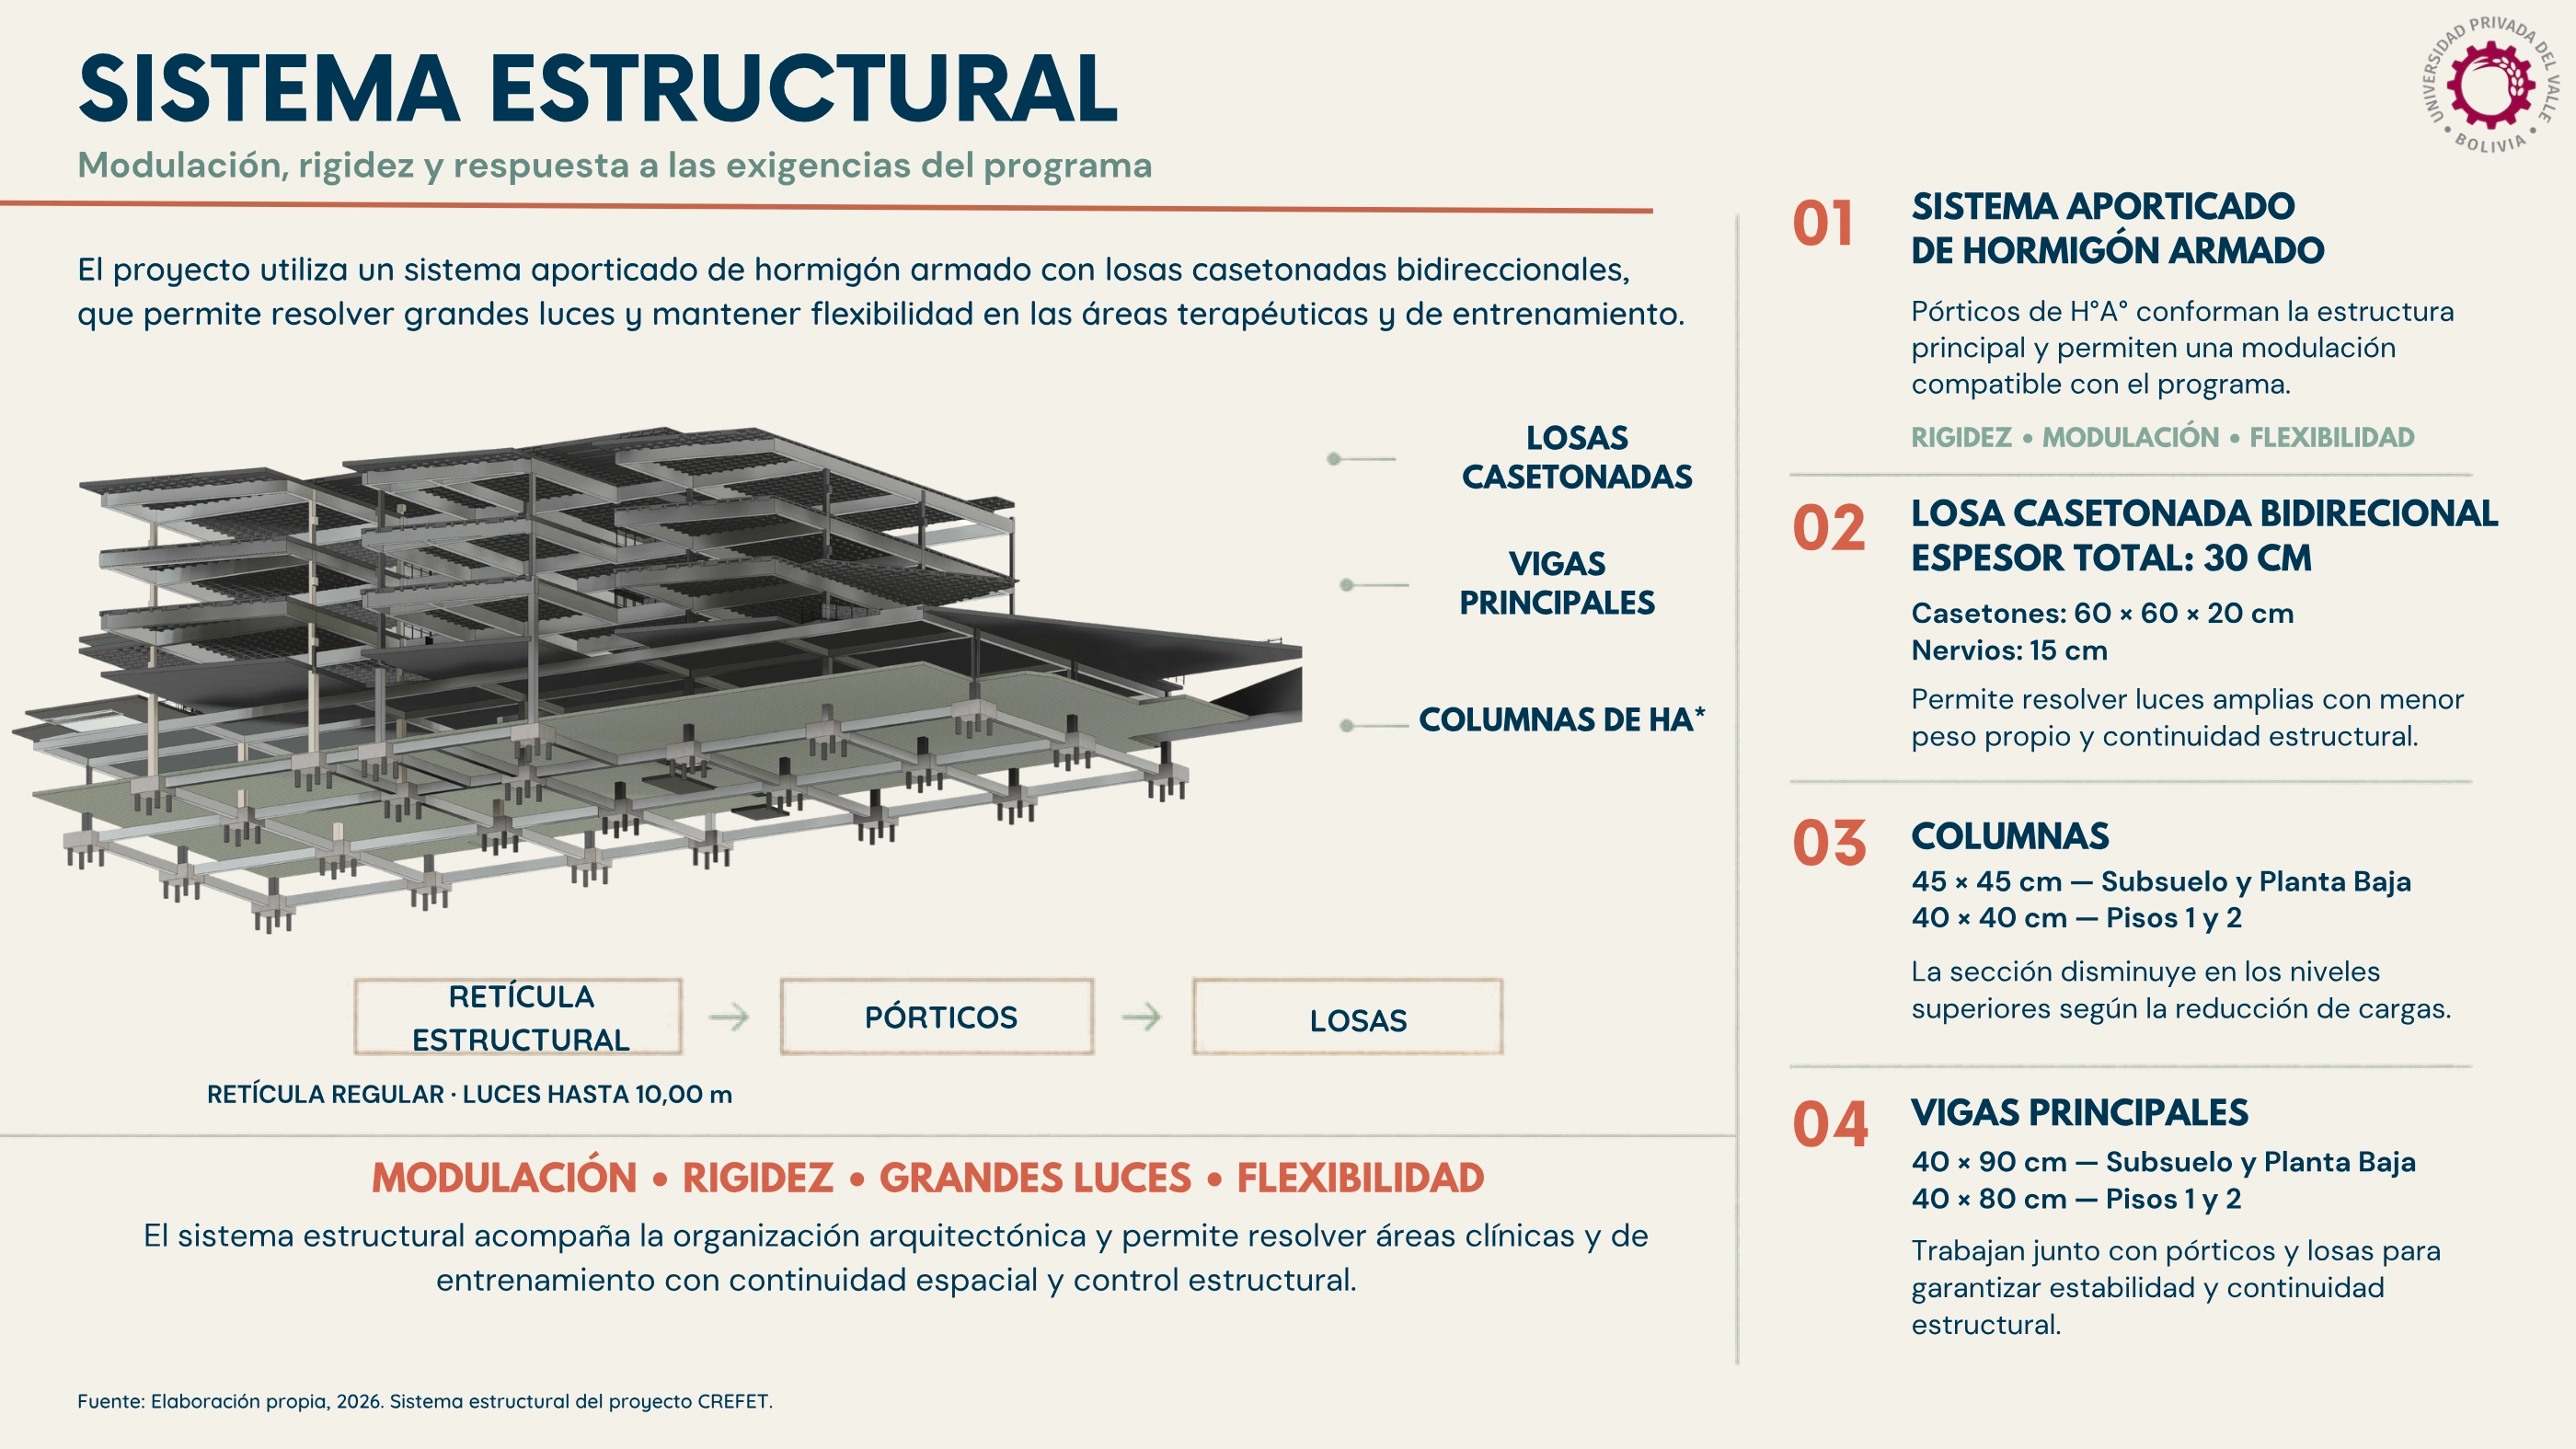 SISTEMA ESTRUCTURAL
Modulación, rigidez y respuesta a las exigencias del programa
UNIVERSIDAD PRIVADA DEL VALLE • BOLIVIA •
El proyecto utiliza un sistema aporticado de hormigón armado con losas casetonadas bidireccionales,
que permite resolver grandes luces y mantener flexibilidad en las áreas terapéuticas y de entrenamiento.
LOSAS
CASETONADAS
VIGAS
PRINCIPALES
COLUMNAS DE HA*
RETÍCULA
ESTRUCTURAL
→
PÓRTICOS
→
LOSAS
RETÍCULA REGULAR · LUCES HASTA 10,00 m
MODULACIÓN • RIGIDEZ • GRANDES LUCES • FLEXIBILIDAD
El sistema estructural acompaña la organización arquitectónica y permite resolver áreas clínicas y de
entrenamiento con continuidad espacial y control estructural.
Fuente: Elaboración propia, 2026. Sistema estructural del proyecto CREFET.
01
SISTEMA APORTICADO
DE HORMIGÓN ARMADO
Pórticos de H°A° conforman la estructura
principal y permiten una modulación
compatible con el programa.
RIGIDEZ • MODULACIÓN • FLEXIBILIDAD
02
LOSA CASETONADA BIDIRECIONAL
ESPESOR TOTAL: 30 CM
Casetones: 60 × 60 × 20 cm
Nervios: 15 cm
Permite resolver luces amplias con menor
peso propio y continuidad estructural.
03
COLUMNAS
45 × 45 cm — Subsuelo y Planta Baja
40 × 40 cm — Pisos 1 y 2
La sección disminuye en los niveles
superiores según la reducción de cargas.
04
VIGAS PRINCIPALES
40 × 90 cm — Subsuelo y Planta Baja
40 × 80 cm — Pisos 1 y 2
Trabajan junto con pórticos y losas para
garantizar estabilidad y continuidad
estructural.